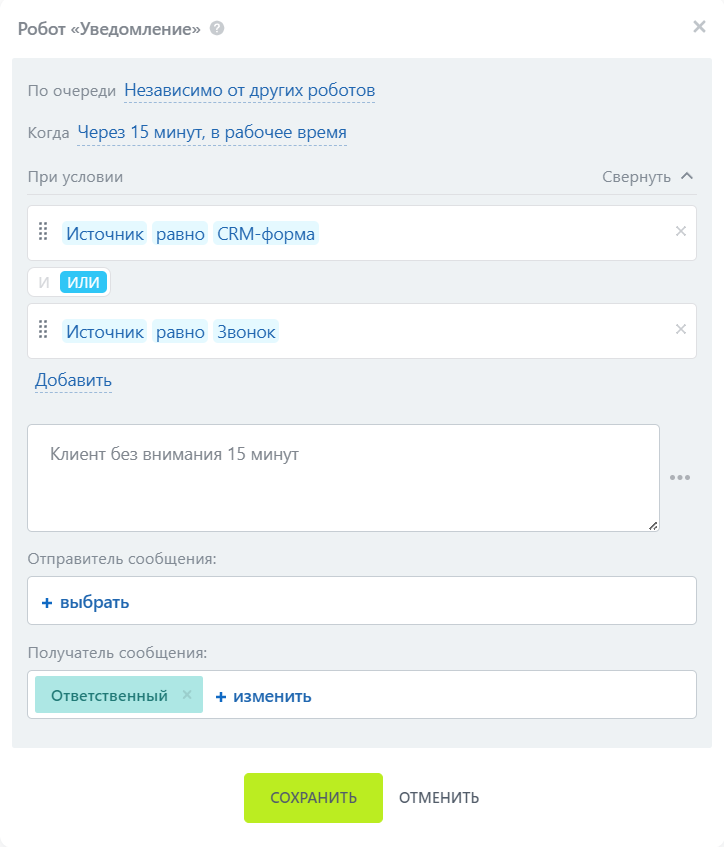 Робот «Уведомление» ?
По очереди Независимо от других роботов
Когда Через 15 минут, в рабочее время
При условии Свернуть
Источник равно CRM-форма
И ИЛИ
Источник равно Звонок
Добавить
Клиент без внимания 15 минут
Отправитель сообщения:
+ выбрать
Получатель сообщения:
Ответственный × + изменить
СОХРАНИТЬ ОТМЕНИТЬ